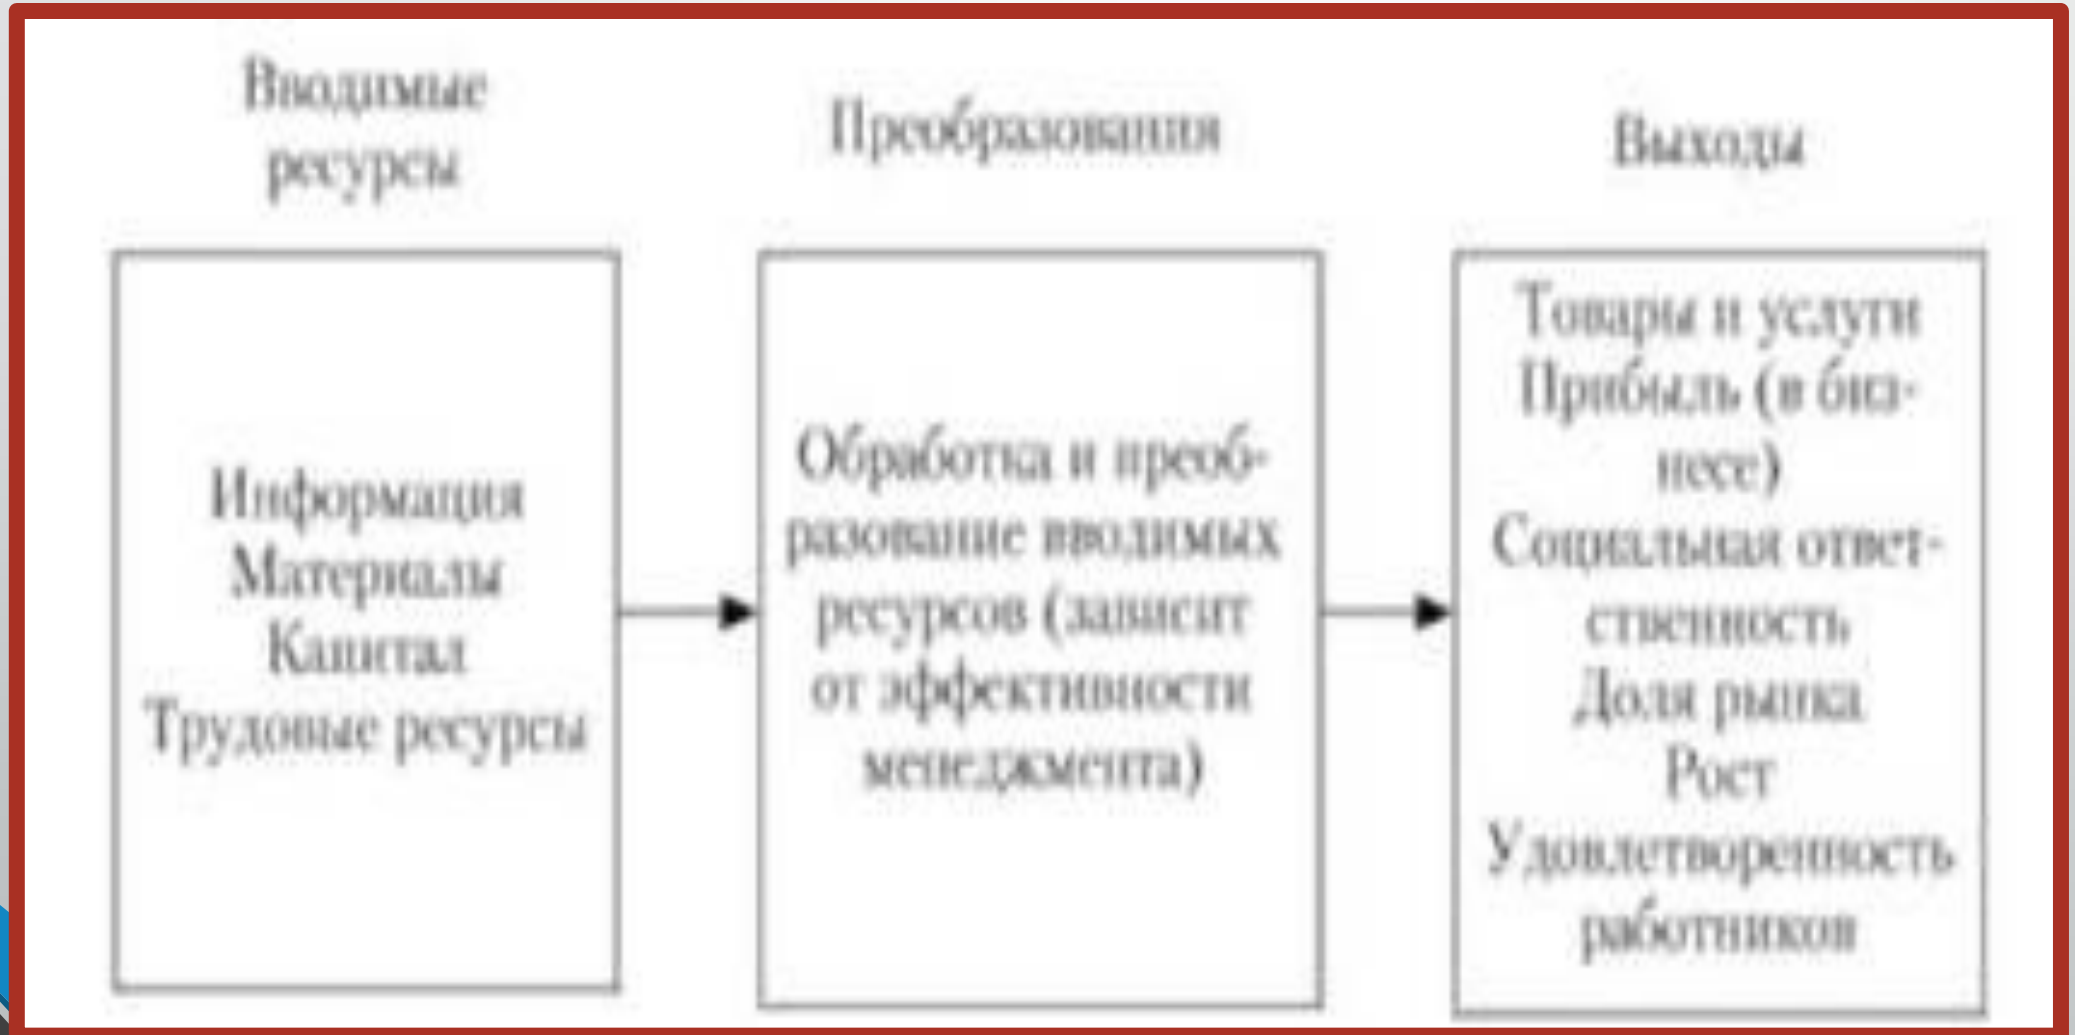 Вводимые
ресурсы
Преобразования
Выходы
Информация
Материалы
Капитал
Трудовые ресурсы
Обработка и преоб-
разование вводимых
ресурсов (зависит
от эффективности
менеджмента)
Товары и услуги
Прибыль (в биз-
несе)
Социальная ответ-
ственность
Доля рынка
Рост
Удовлетворенность
работников